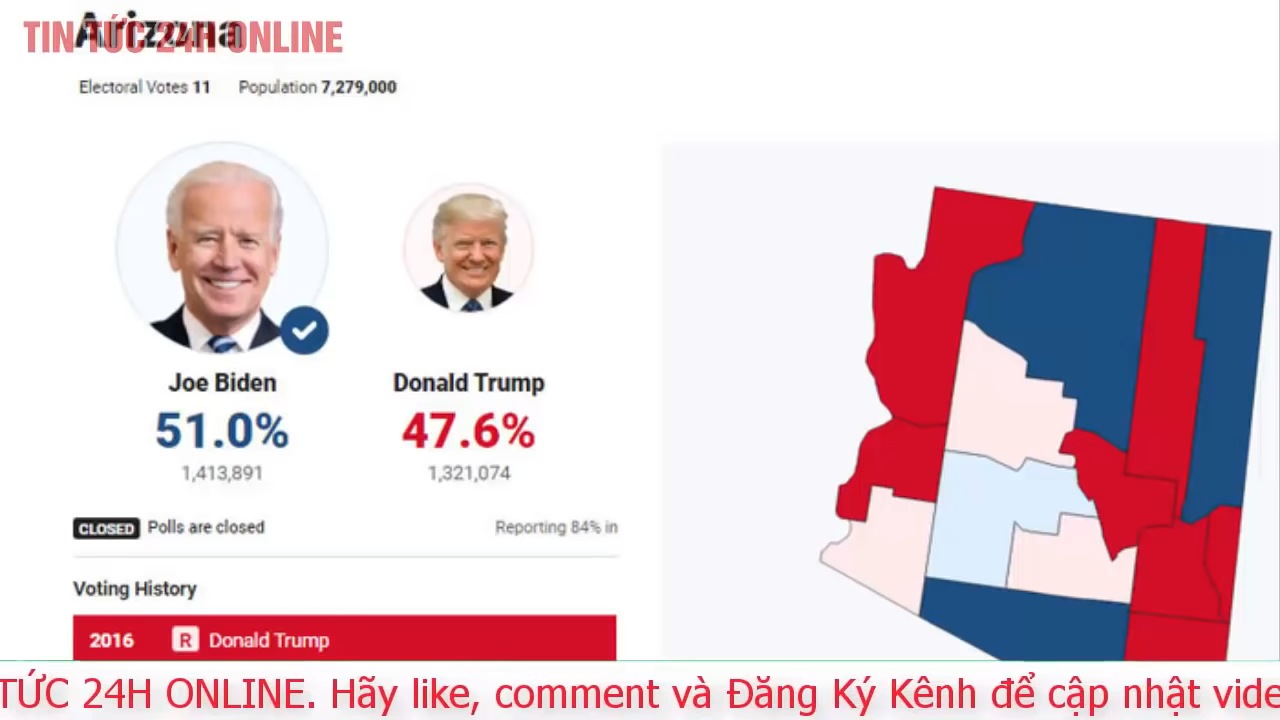 Arizona
TIN TỨC 24H ONLINE
Electoral Votes 11 Population 7,279,000
Joe Biden Donald Trump
51.0% 47.6%
1,413,891 1,321,074
CLOSED Polls are closed Reporting 84% in
Voting History
2016 R Donald Trump
TỨC 24H ONLINE. Hãy like, comment và Đăng Ký Kênh để cập nhật vide